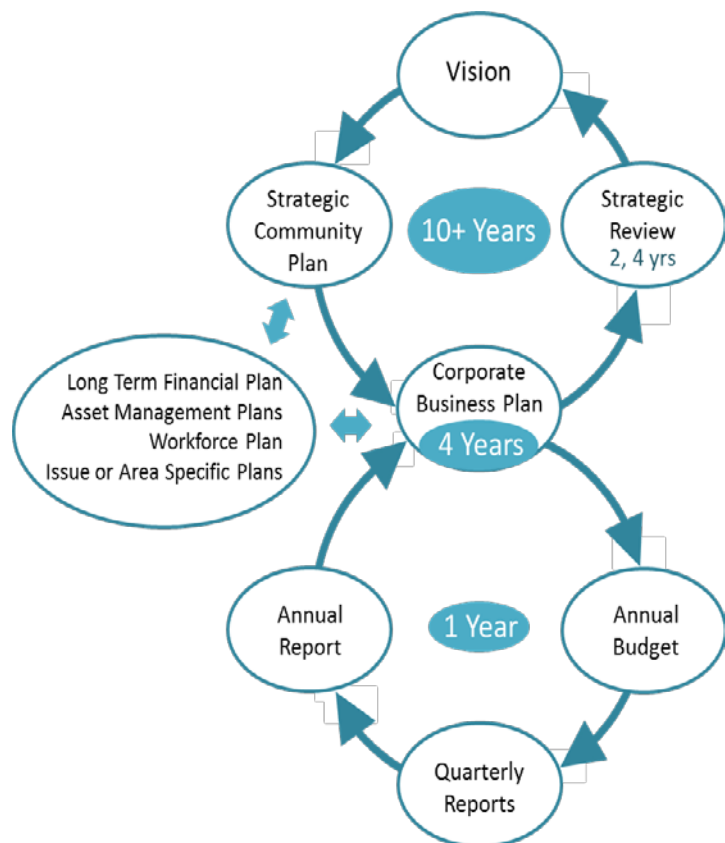 Vision
Strategic
Community
Plan
10+ Years
Strategic
Review
2, 4 yrs
Long Term Financial Plan
Asset Management Plans
Workforce Plan
Issue or Area Specific Plans
Corporate
Business Plan
4 Years
Annual
Report
1 Year
Annual
Budget
Quarterly
Reports